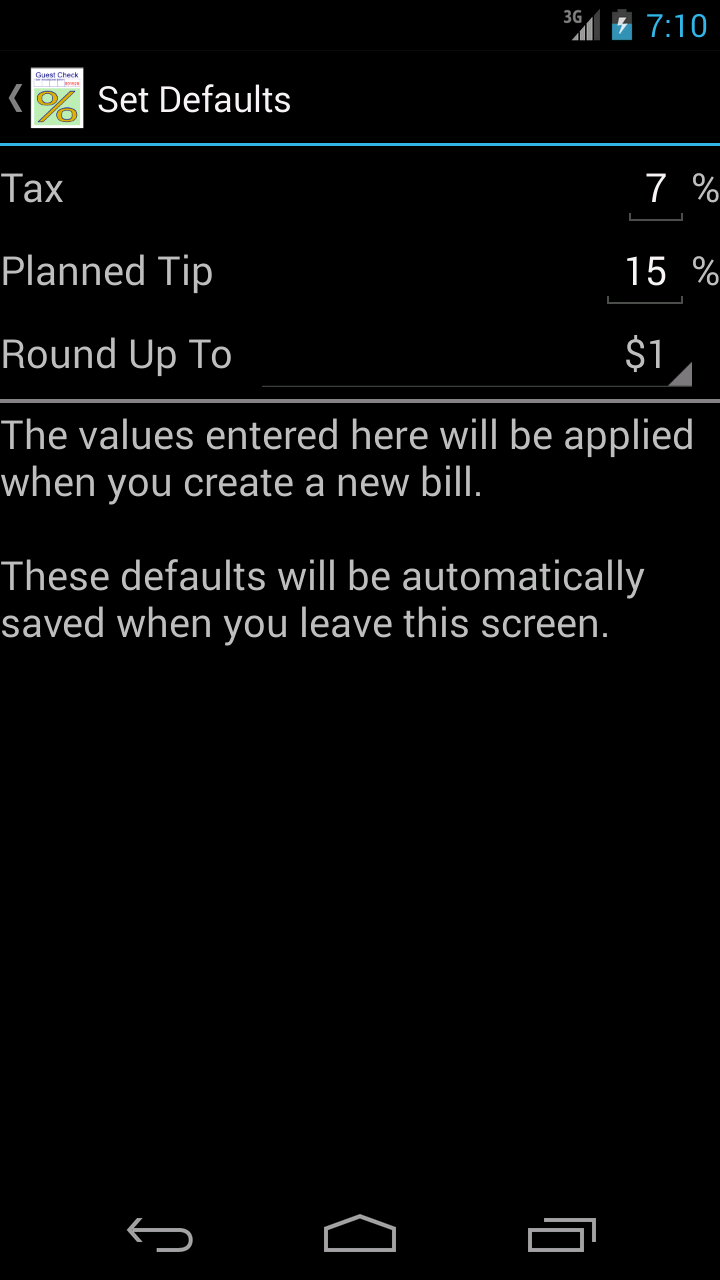 3G 7:10
Guest Check
Set Defaults
Tax 7 %
Planned Tip 15 %
Round Up To $1
The values entered here will be applied
when you create a new bill.
These defaults will be automatically
saved when you leave this screen.